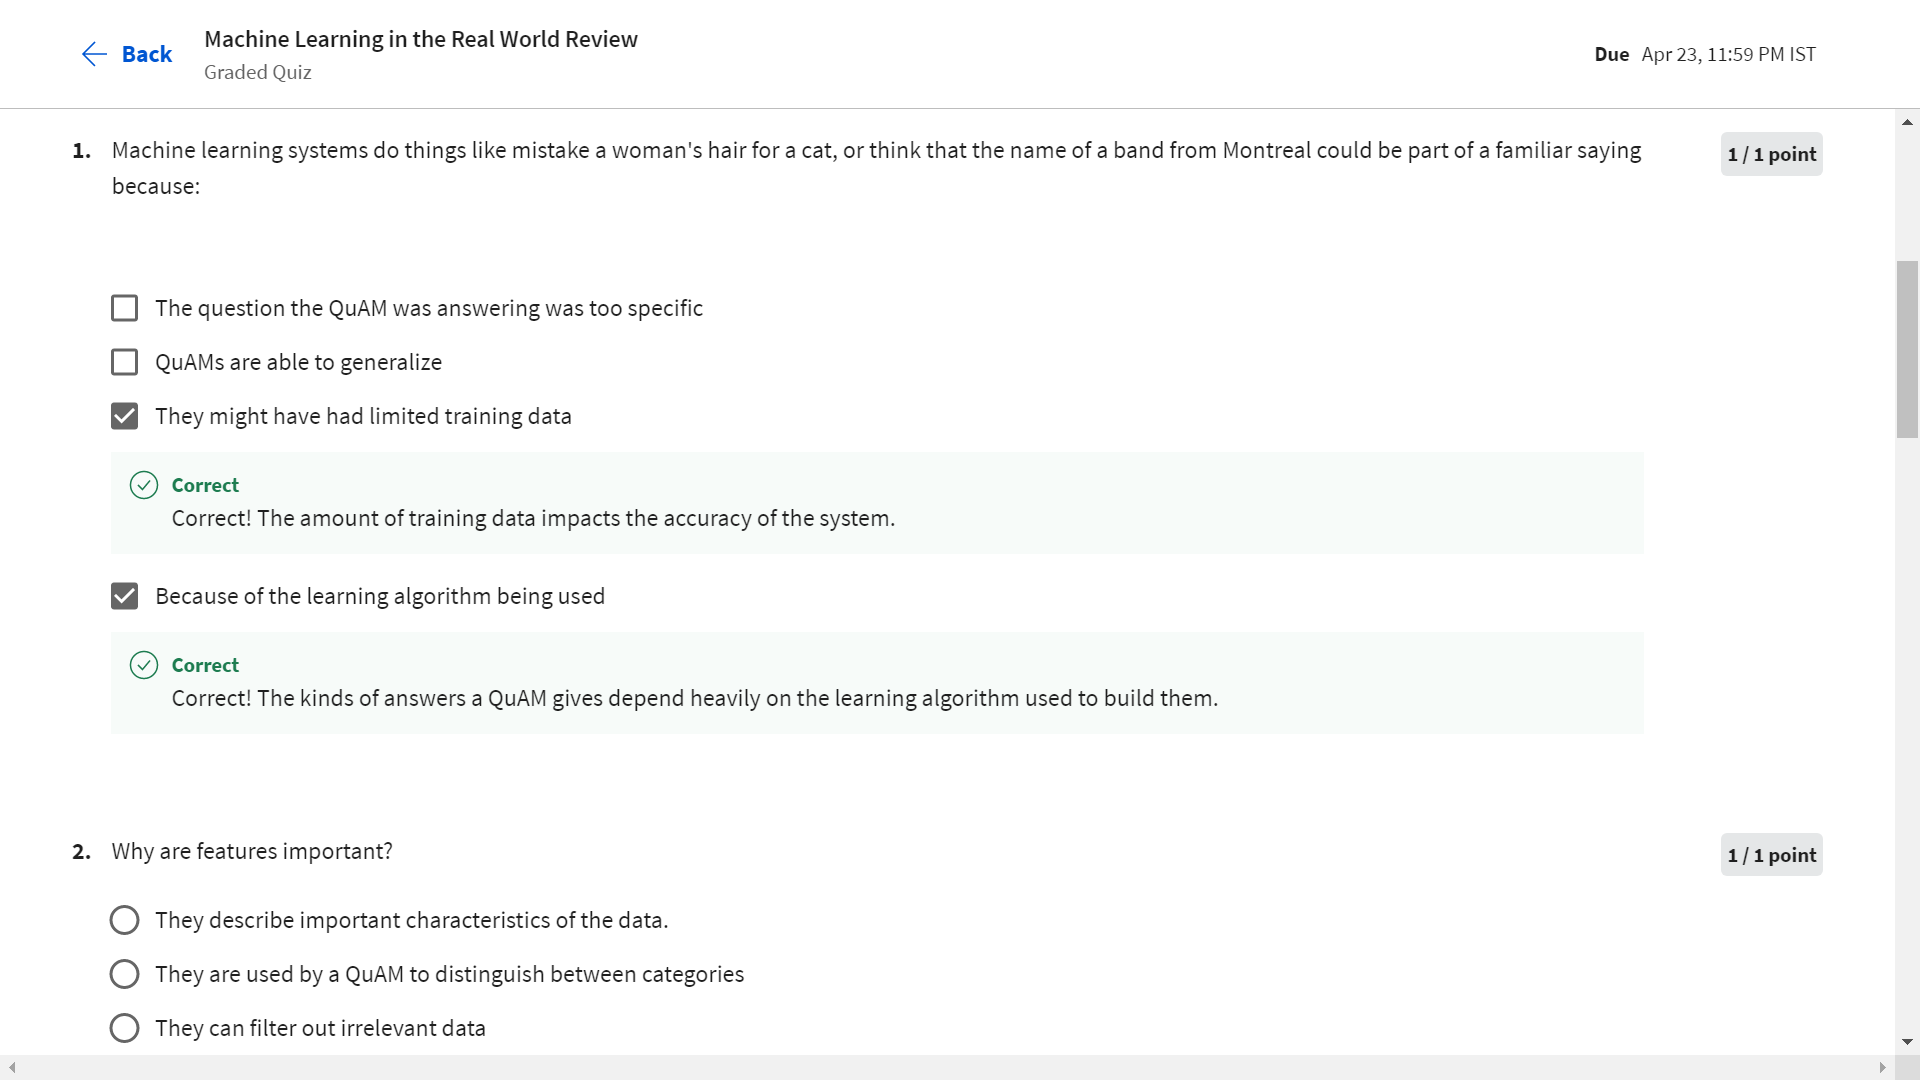 Back
Machine Learning in the Real World Review
Graded Quiz
Due Apr 23, 11:59 PM IST
1. Machine learning systems do things like mistake a woman's hair for a cat, or think that the name of a band from Montreal could be part of a familiar saying
because:
1 / 1 point
The question the QuAM was answering was too specific
QuAMs are able to generalize
They might have had limited training data
Correct
Correct! The amount of training data impacts the accuracy of the system.
Because of the learning algorithm being used
Correct
Correct! The kinds of answers a QuAM gives depend heavily on the learning algorithm used to build them.
2. Why are features important?
1 / 1 point
They describe important characteristics of the data.
They are used by a QuAM to distinguish between categories
They can filter out irrelevant data